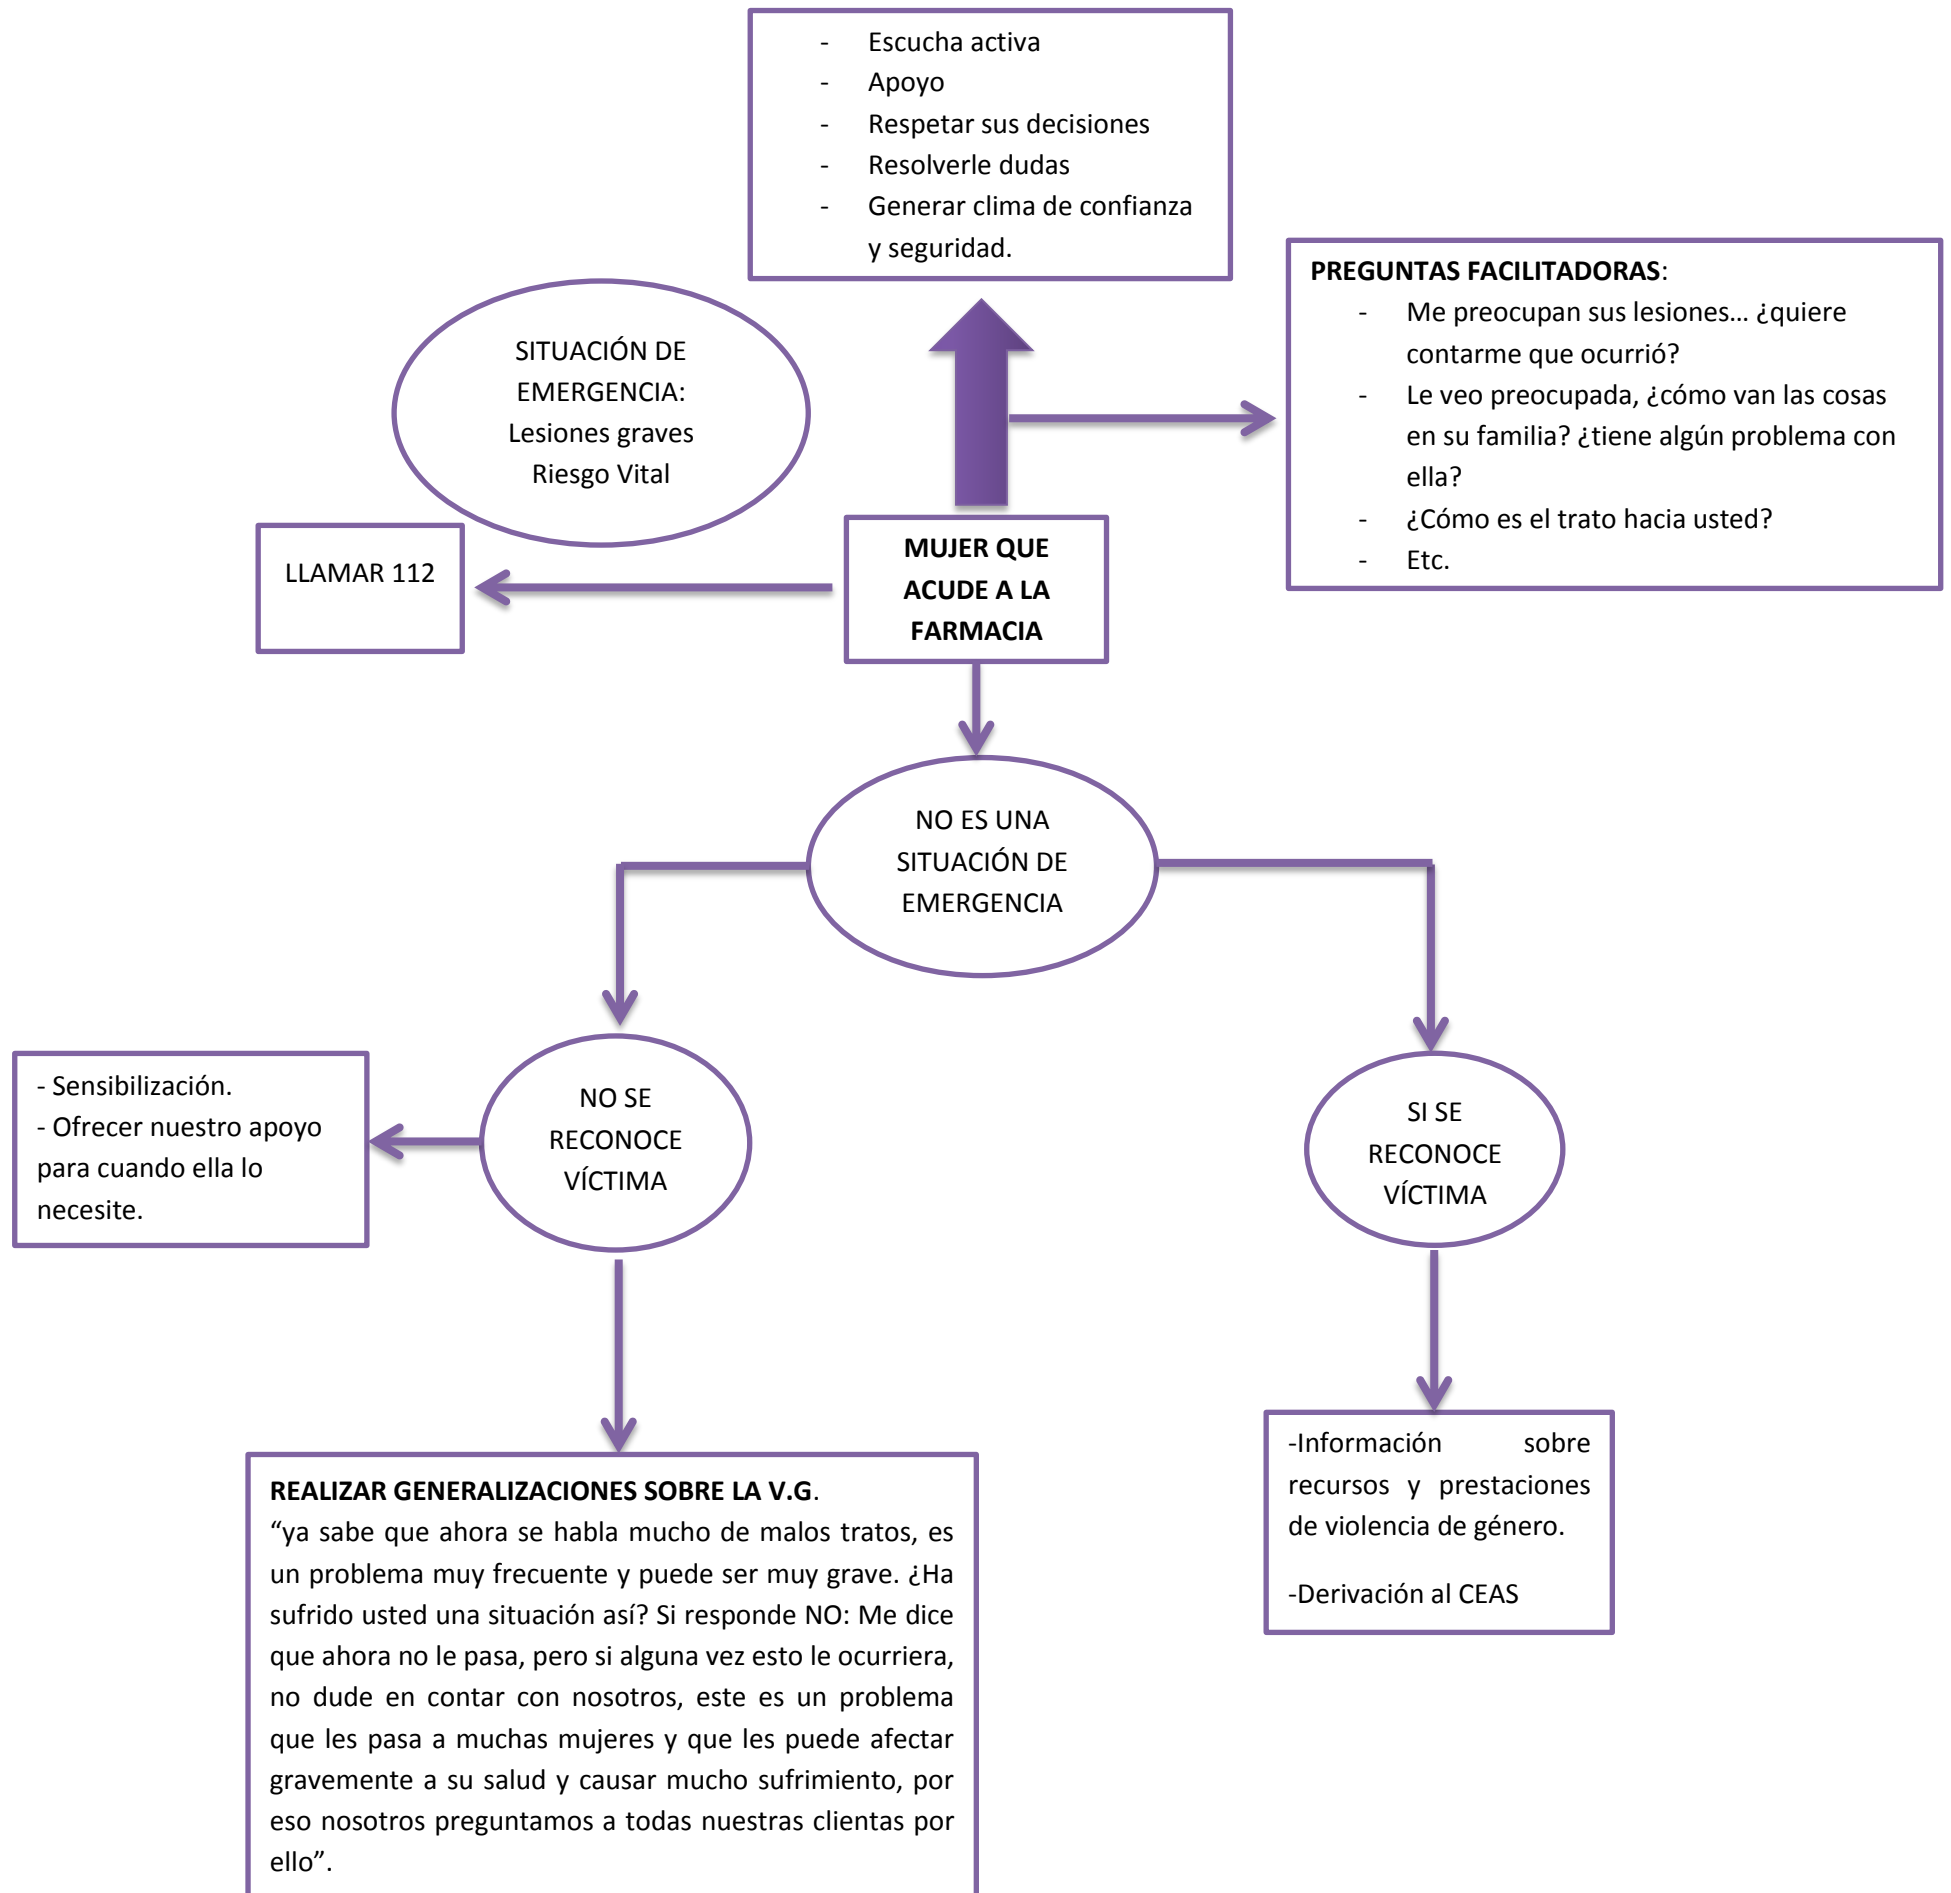 - Escucha activa
- Apoyo
- Respetar sus decisiones
- Resolverle dudas
- Generar clima de confianza
y seguridad.
PREGUNTAS FACILITADORAS:
- Me preocupan sus lesiones… ¿quiere
contarme que ocurrió?
- Le veo preocupada, ¿cómo van las cosas
en su familia? ¿tiene algún problema con
ella?
- ¿Cómo es el trato hacia usted?
- Etc.
SITUACIÓN DE
EMERGENCIA:
Lesiones graves
Riesgo Vital
LLAMAR 112
MUJER QUE
ACUDE A LA
FARMACIA
NO ES UNA
SITUACIÓN DE
EMERGENCIA
- Sensibilización.
- Ofrecer nuestro apoyo
para cuando ella lo
necesite.
NO SE
RECONOCE
VÍCTIMA
SI SE
RECONOCE
VÍCTIMA
REALIZAR GENERALIZACIONES SOBRE LA V.G.
“ya sabe que ahora se habla mucho de malos tratos, es
un problema muy frecuente y puede ser muy grave. ¿Ha
sufrido usted una situación así? Si responde NO: Me dice
que ahora no le pasa, pero si alguna vez esto le ocurriera,
no dude en contar con nosotros, este es un problema
que les pasa a muchas mujeres y que les puede afectar
gravemente a su salud y causar mucho sufrimiento, por
eso nosotros preguntamos a todas nuestras clientas por
ello”.
-Información sobre
recursos y prestaciones
de violencia de género.
-Derivación al CEAS